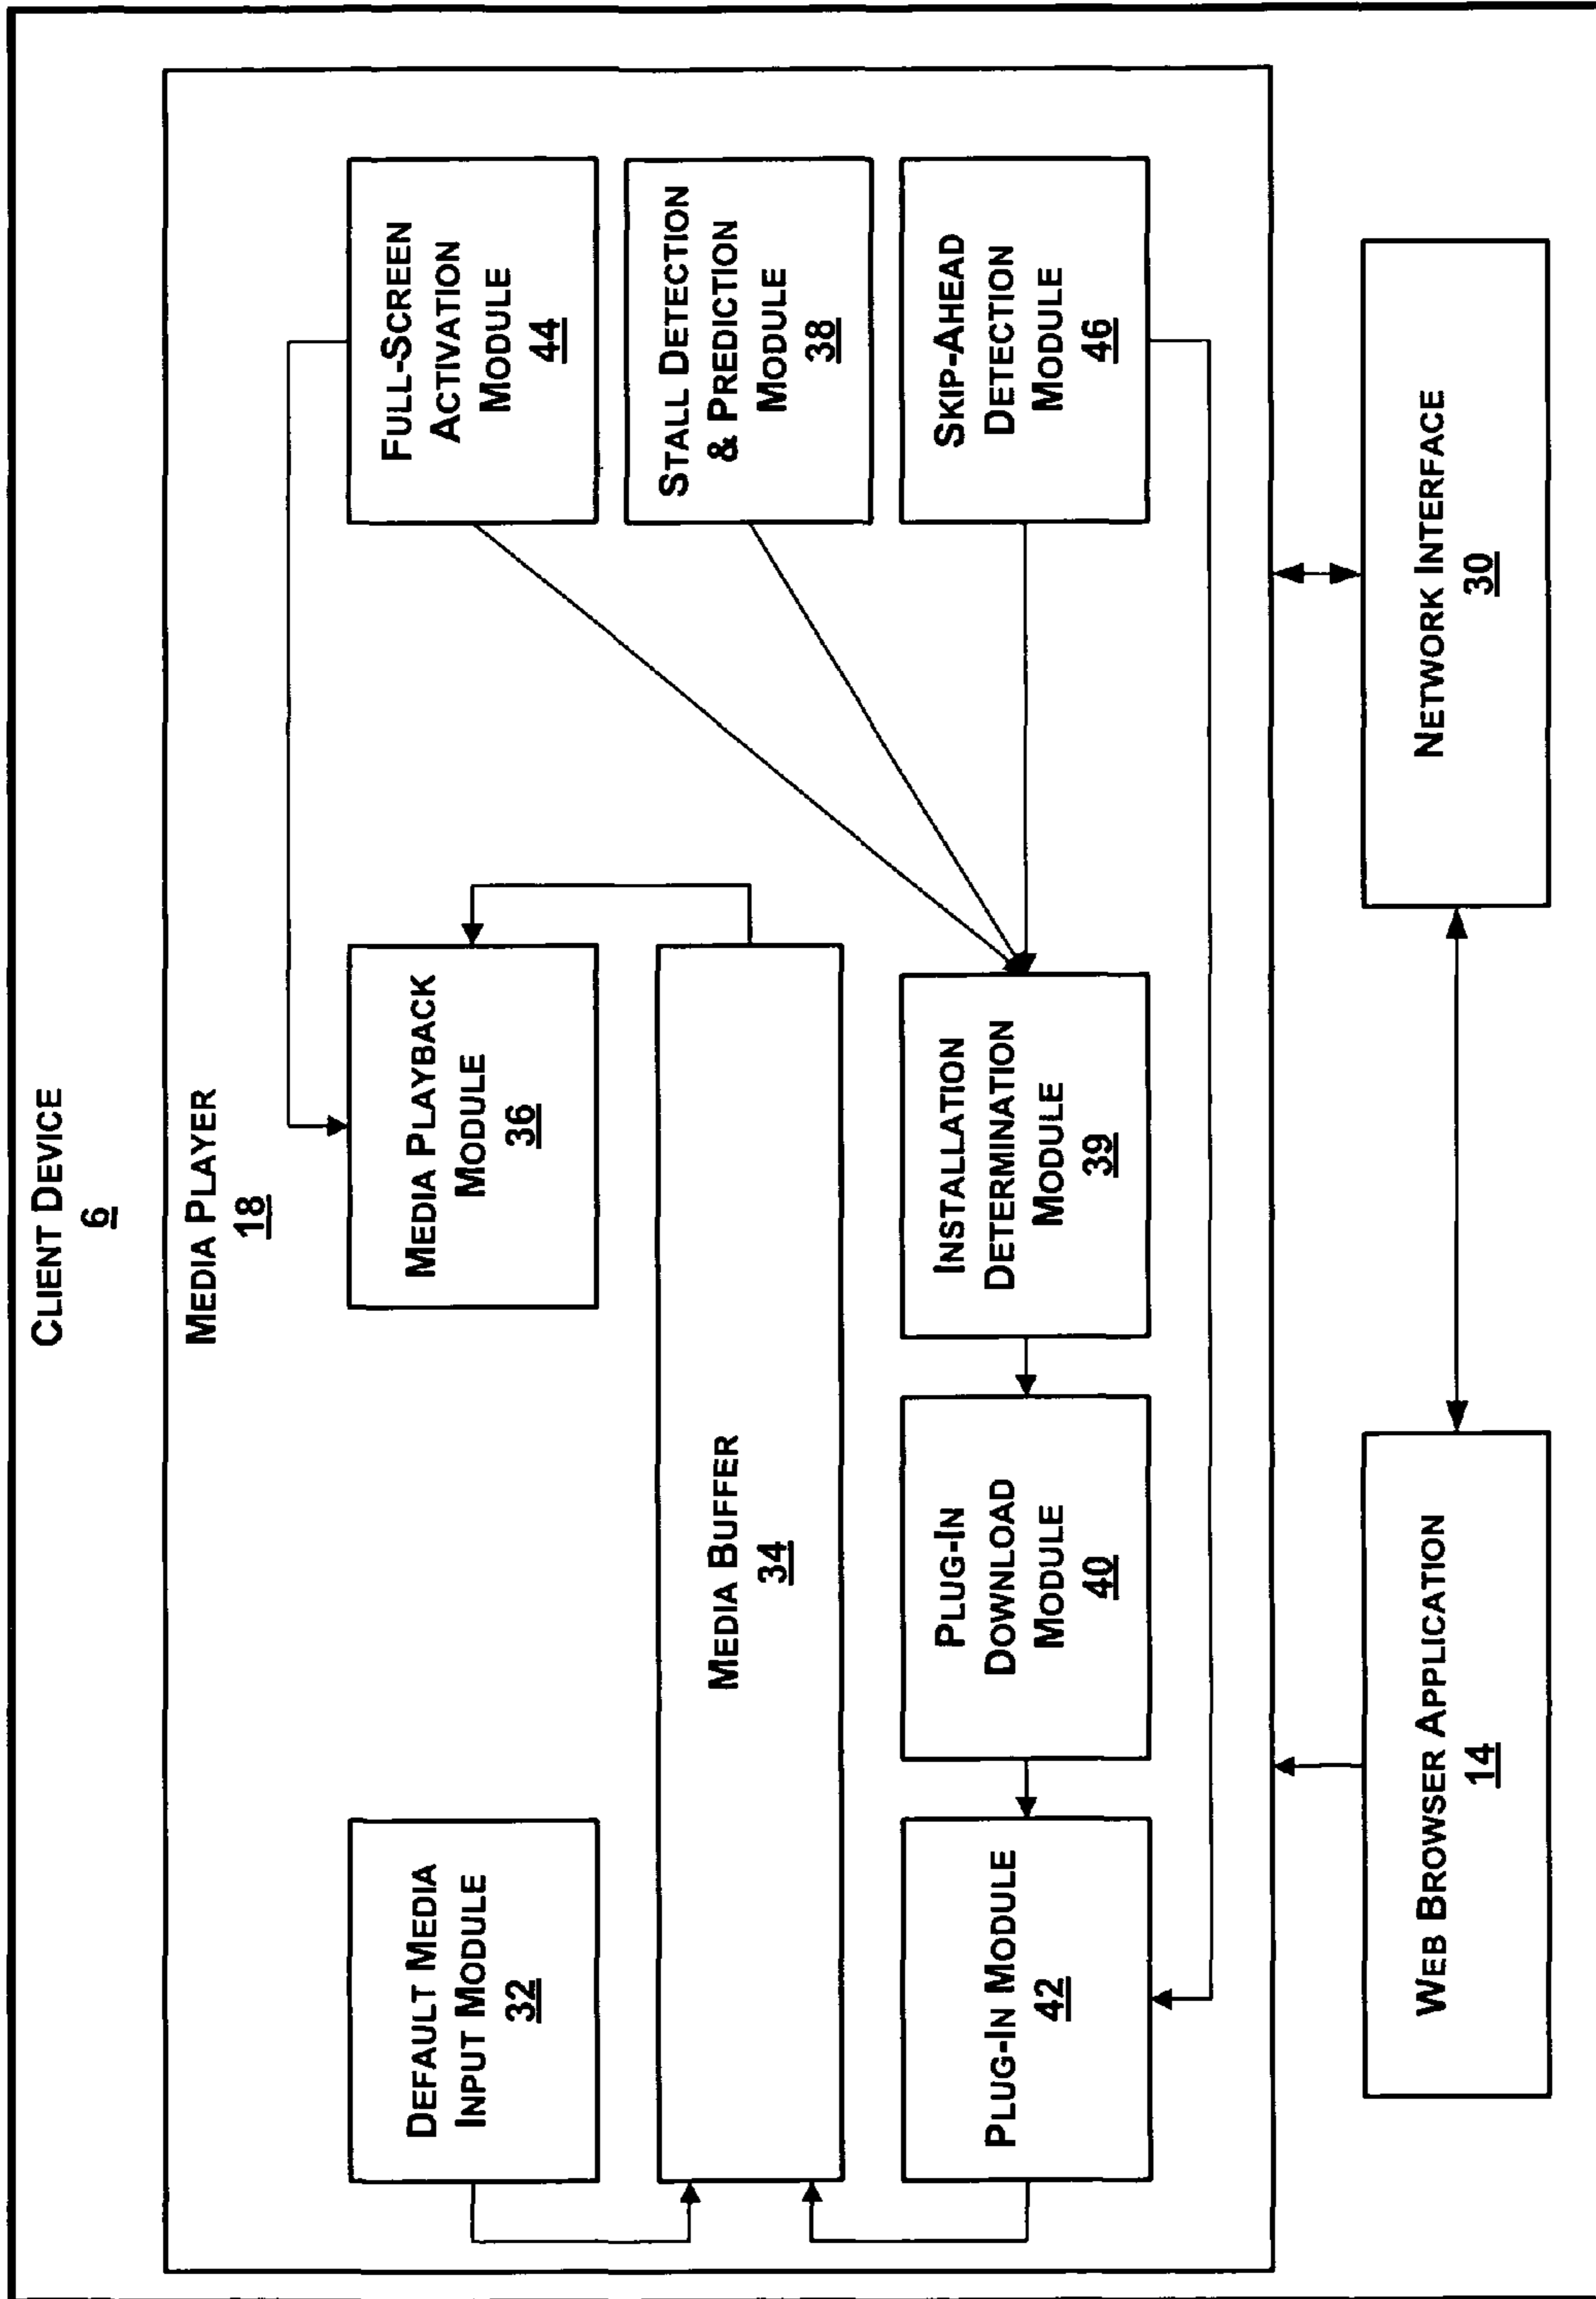 CLIENT DEVICE
6
MEDIA PLAYER
18
DEFAULT MEDIA
INPUT MODULE
32
MEDIA PLAYBACK
MODULE
36
FULL-SCREEN
ACTIVATION
MODULE
44
MEDIA BUFFER
34
STALL DETECTION
& PREDICTION
MODULE
38
PLUG-IN MODULE
42
PLUG-IN
DOWNLOAD
MODULE
40
INSTALLATION
DETERMINATION
MODULE
39
SKIP-AHEAD
DETECTION
MODULE
46
WEB BROWSER APPLICATION
14
NETWORK INTERFACE
30